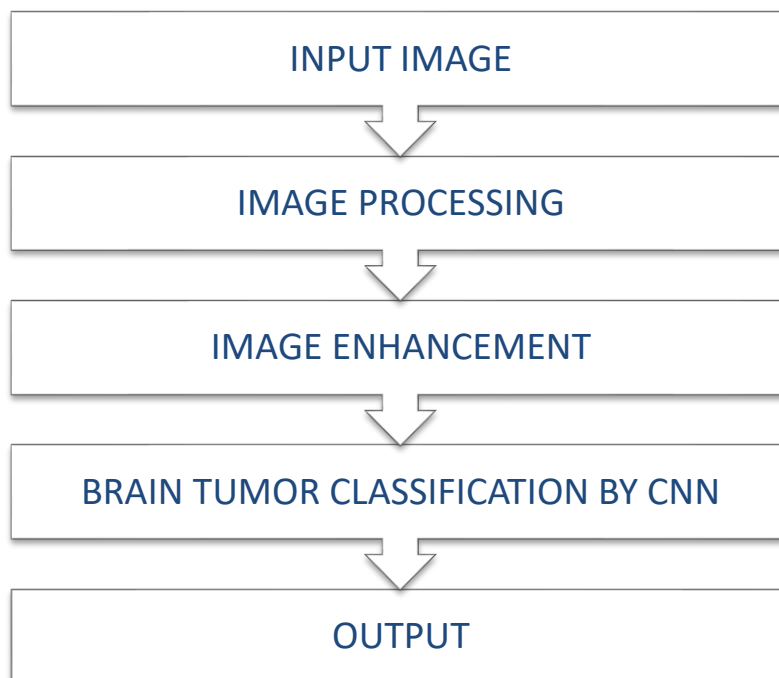 INPUT IMAGE
IMAGE PROCESSING
IMAGE ENHANCEMENT
BRAIN TUMOR CLASSIFICATION BY CNN
OUTPUT